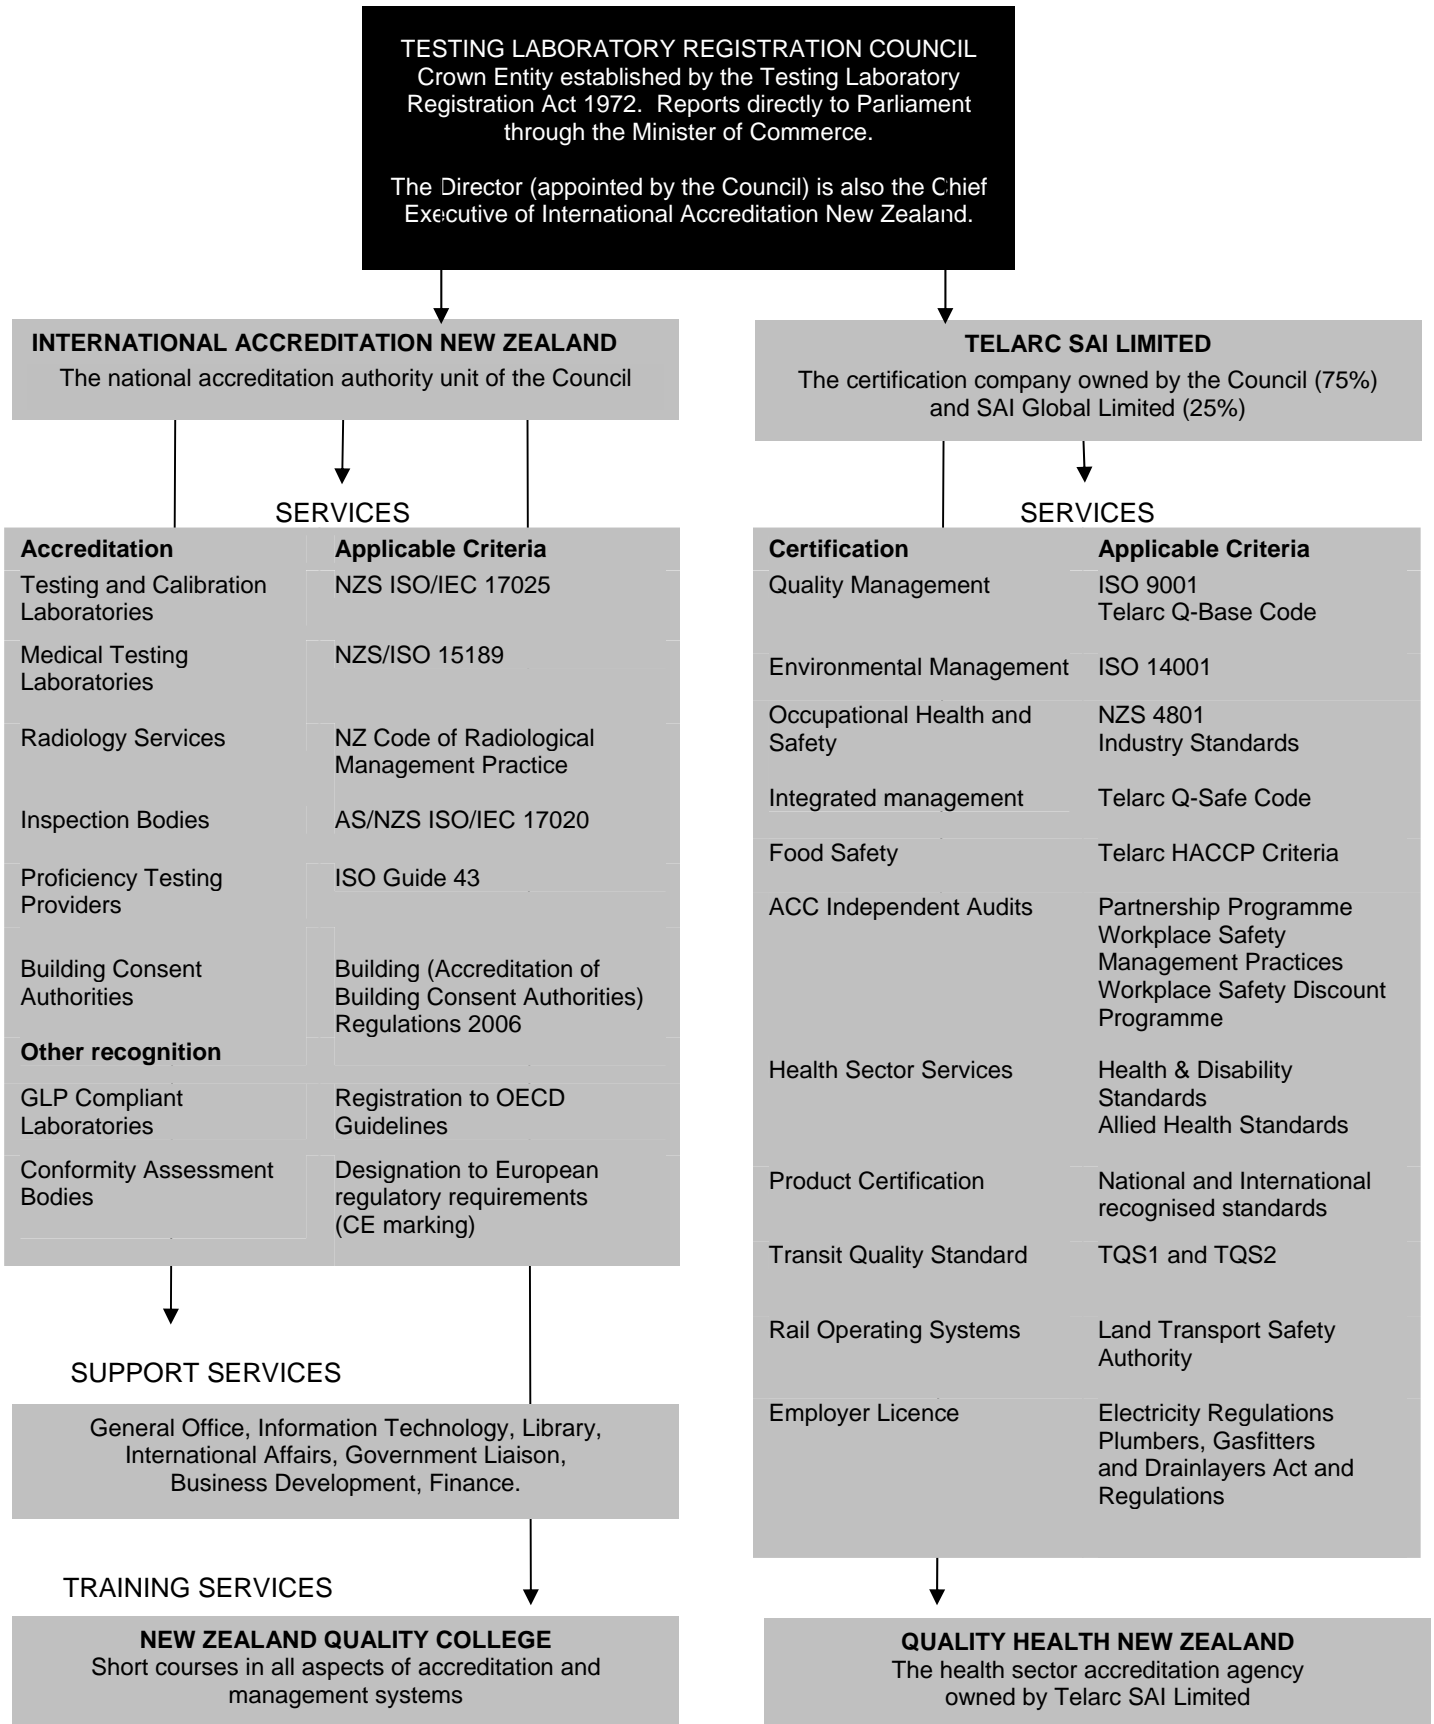 TESTING LABORATORY REGISTRATION COUNCIL
Crown Entity established by the Testing Laboratory
Registration Act 1972.  Reports directly to Parliament
through the Minister of Commerce.
The Director (appointed by the Council) is also the Chief
Executive of International Accreditation New Zealand.
INTERNATIONAL ACCREDITATION NEW ZEALAND
The national accreditation authority unit of the Council
SERVICES
Accreditation
Applicable Criteria
Testing and Calibration
Laboratories
NZS ISO/IEC 17025
Medical Testing
Laboratories
NZS/ISO 15189
Radiology Services
NZ Code of Radiological
Management Practice
Inspection Bodies
AS/NZS ISO/IEC 17020
Proficiency Testing
Providers
ISO Guide 43
Building Consent
Authorities
Building (Accreditation of
Building Consent Authorities)
Regulations 2006
Other recognition
GLP Compliant
Laboratories
Registration to OECD
Guidelines
Conformity Assessment
Bodies
Designation to European
regulatory requirements
(CE marking)
SUPPORT SERVICES
General Office, Information Technology, Library,
International Affairs, Government Liaison,
Business Development, Finance.
TRAINING SERVICES
NEW ZEALAND QUALITY COLLEGE
Short courses in all aspects of accreditation and
management systems
TELARC SAI LIMITED
The certification company owned by the Council (75%)
and SAI Global Limited (25%)
SERVICES
Certification
Applicable Criteria
Quality Management
ISO 9001
Telarc Q-Base Code
Environmental Management
ISO 14001
Occupational Health and
Safety
NZS 4801
Industry Standards
Integrated management
Telarc Q-Safe Code
Food Safety
Telarc HACCP Criteria
ACC Independent Audits
Partnership Programme
Workplace Safety
Management Practices
Workplace Safety Discount
Programme
Health Sector Services
Health & Disability
Standards
Allied Health Standards
Product Certification
National and International
recognised standards
Transit Quality Standard
TQS1 and TQS2
Rail Operating Systems
Land Transport Safety
Authority
Employer Licence
Electricity Regulations
Plumbers, Gasfitters
and Drainlayers Act and
Regulations
QUALITY HEALTH NEW ZEALAND
The health sector accreditation agency
owned by Telarc SAI Limited